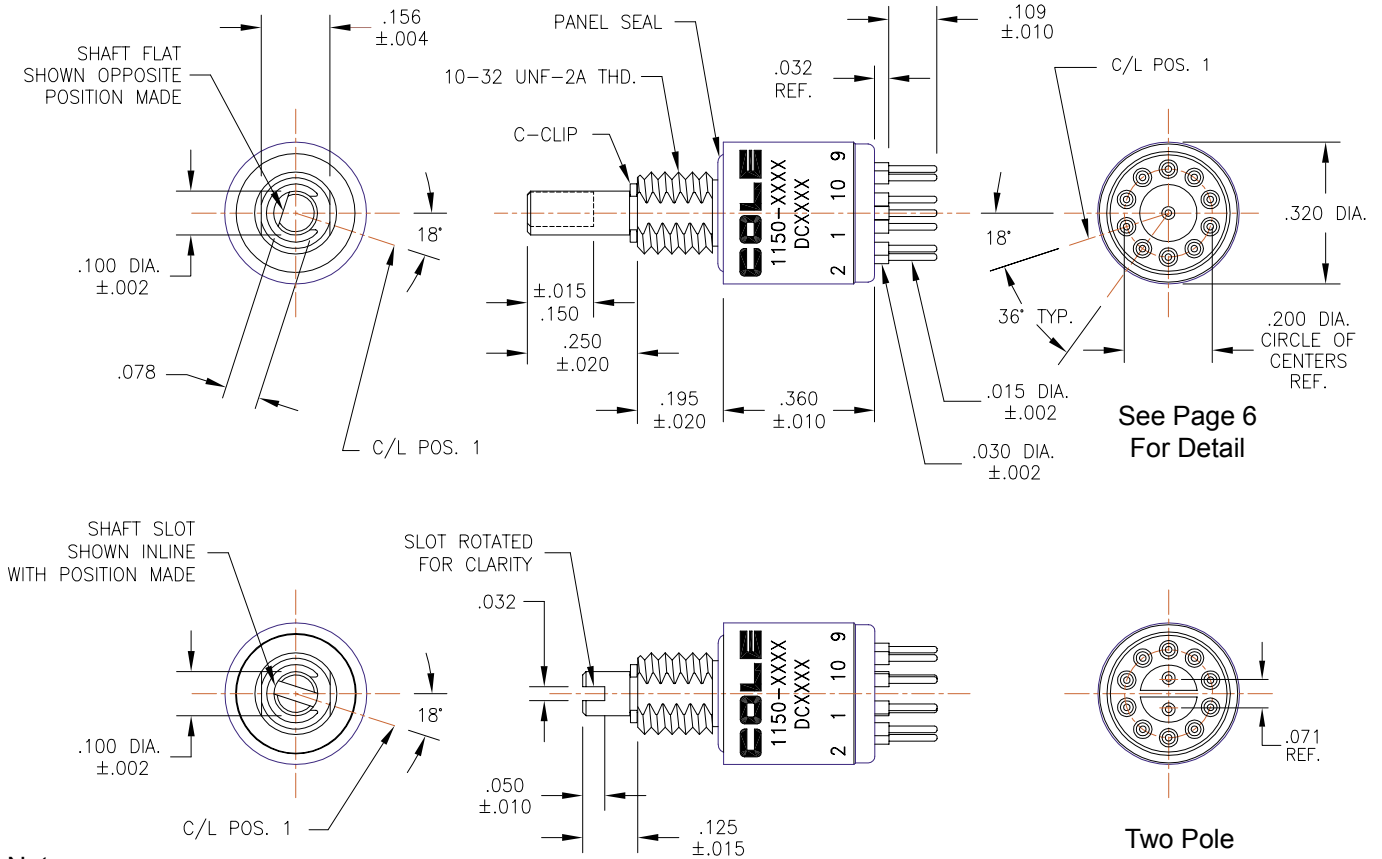 .156
±.004
SHAFT FLAT
SHOWN OPPOSITE
POSITION MADE
.100 DIA.
±.002
18°
.078
C/L POS. 1
PANEL SEAL
10-32 UNF-2A THD.
C-CLIP
.109
±.010
.032
REF.
COLE
1150-XXXX
DCXXXX
2 1 10 9
±.015
.150
.250
±.020
.195
±.020
.360
±.010
.015 DIA.
±.002
.030 DIA.
±.002
C/L POS. 1
18°
36° TYP.
.320 DIA.
.200 DIA.
CIRCLE OF
CENTERS
REF.
See Page 6
For Detail
SHAFT SLOT
SHOWN INLINE
WITH POSITION MADE
.100 DIA.
±.002
18°
C/L POS. 1
SLOT ROTATED
FOR CLARITY
.032
COLE
1150-XXXX
DCXXXX
2 1 10 9
.050
±.010
.125
±.015
.071
REF.
Two Pole